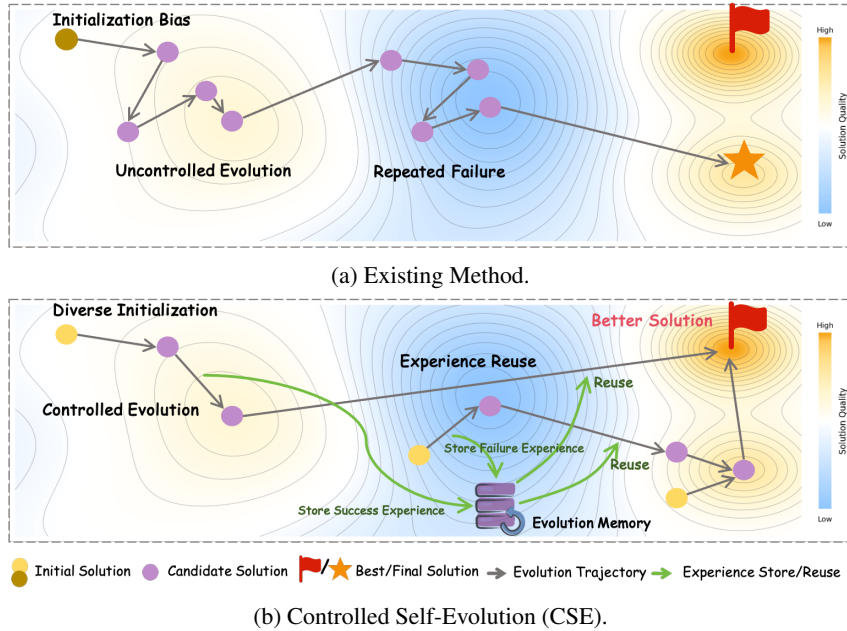 Initialization Bias
Uncontrolled Evolution
Repeated Failure
High
Solution Quality
Low
(a) Existing Method.
Diverse Initialization
Better Solution
Experience Reuse
Controlled Evolution
Reuse
Store Failure Experience
Reuse
Store Success Experience
Evolution Memory
High
Solution Quality
Low
Initial Solution
Candidate Solution
/
Best/Final Solution
Evolution Trajectory
Experience Store/Reuse
(b) Controlled Self-Evolution (CSE).